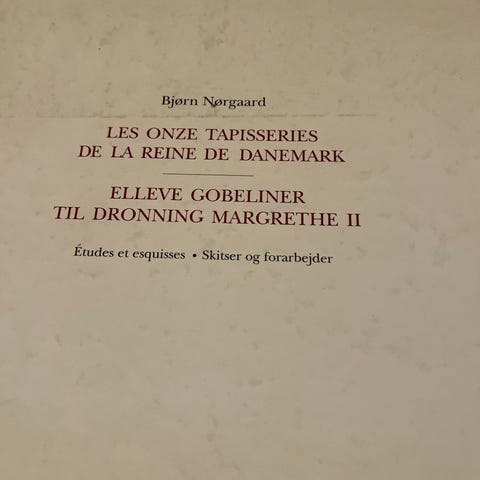 Bjørn Nørgaard
LES ONZE TAPISSERIES
DE LA REINE DE DANEMARK
ELLEVE GOBELINER
TIL DRONNING MARGRETHE II
Études et esquisses • Skitser og forarbejder